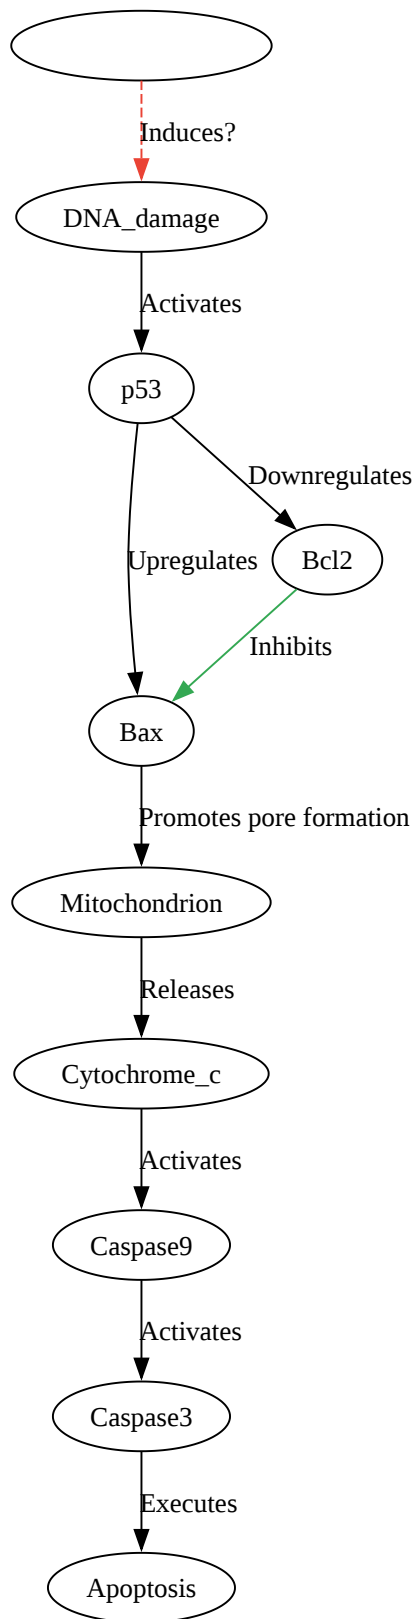 Induces?
DNA_damage
Activates
p53
Downregulates
Upregulates
Bcl2
Inhibits
Bax
Promotes pore formation
Mitochondrion
Releases
Cytochrome_c
Activates
Caspase9
Activates
Caspase3
Executes
Apoptosis